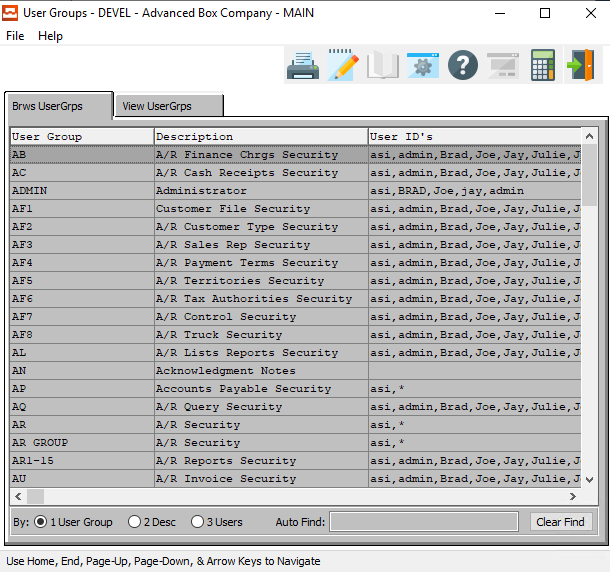 User Groups - DEVEL - Advanced Box Company - MAIN
File Help
Brws UserGrps View UserGrps
User Group Description User ID's
AB A/R Finance Chrgs Security asi,admin,Brad,Joe,Jay,Julie,J
AC A/R Cash Receipts Security asi,admin,Brad,Joe,Jay,Julie,J
ADMIN Administrator asi,BRAD,Joe,jay,admin
AF1 Customer File Security asi,admin,Brad,Joe,Jay,Julie,J
AF2 A/R Customer Type Security asi,admin,Brad,Joe,Jay,Julie,J
AF3 A/R Sales Rep Security asi,admin,Brad,Joe,Jay,Julie,J
AF4 A/R Payment Terms Security asi,admin,Brad,Joe,Jay,Julie,J
AF5 A/R Territories Security asi,admin,Brad,Joe,Jay,Julie,J
AF6 A/R Tax Authorities Security asi,admin,Brad,Joe,Jay,Julie,J
AF7 A/R Control Security asi,admin,Brad,Joe,Jay,Julie,J
AF8 A/R Truck Security asi,admin,Brad,Joe,Jay,Julie,J
AL A/R Lists Reports Security asi,admin,Brad,Joe,Jay,Julie,J
AN Acknowledgment Notes
AP Accounts Payable Security asi,*
AQ A/R Query Security asi,admin,Brad,Joe,Jay,Julie,J
AR A/R Security asi,*
AR GROUP A/R Security asi,*
AR1-15 A/R Reports Security asi,admin,Brad,Joe,Jay,Julie,J
AU A/R Invoice Security asi,admin,Brad,Joe,Jay,Julie,J
By: 1 User Group 2 Desc 3 Users Auto Find: Clear Find
Use Home, End, Page-Up, Page-Down, & Arrow Keys to Navigate